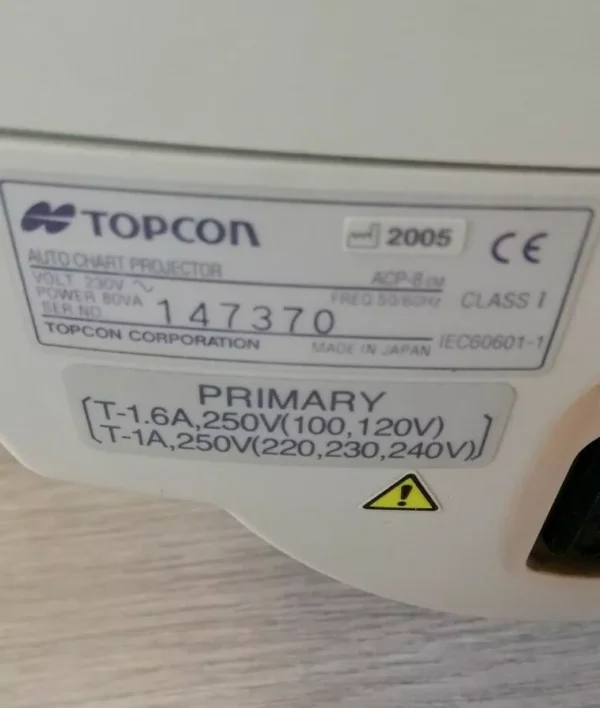 TOPCON 2005 CE
AUTO CHART PROJECTOR ACP-8 EM
VOLT 230V ~ FREQ 50/60Hz CLASS I
POWER 80VA
SER.NO. 147370
TOPCON CORPORATION MADE IN JAPAN IEC60601-1
PRIMARY
T-1.6A,250V(100,120V)
T-1A,250V(220,230,240V)